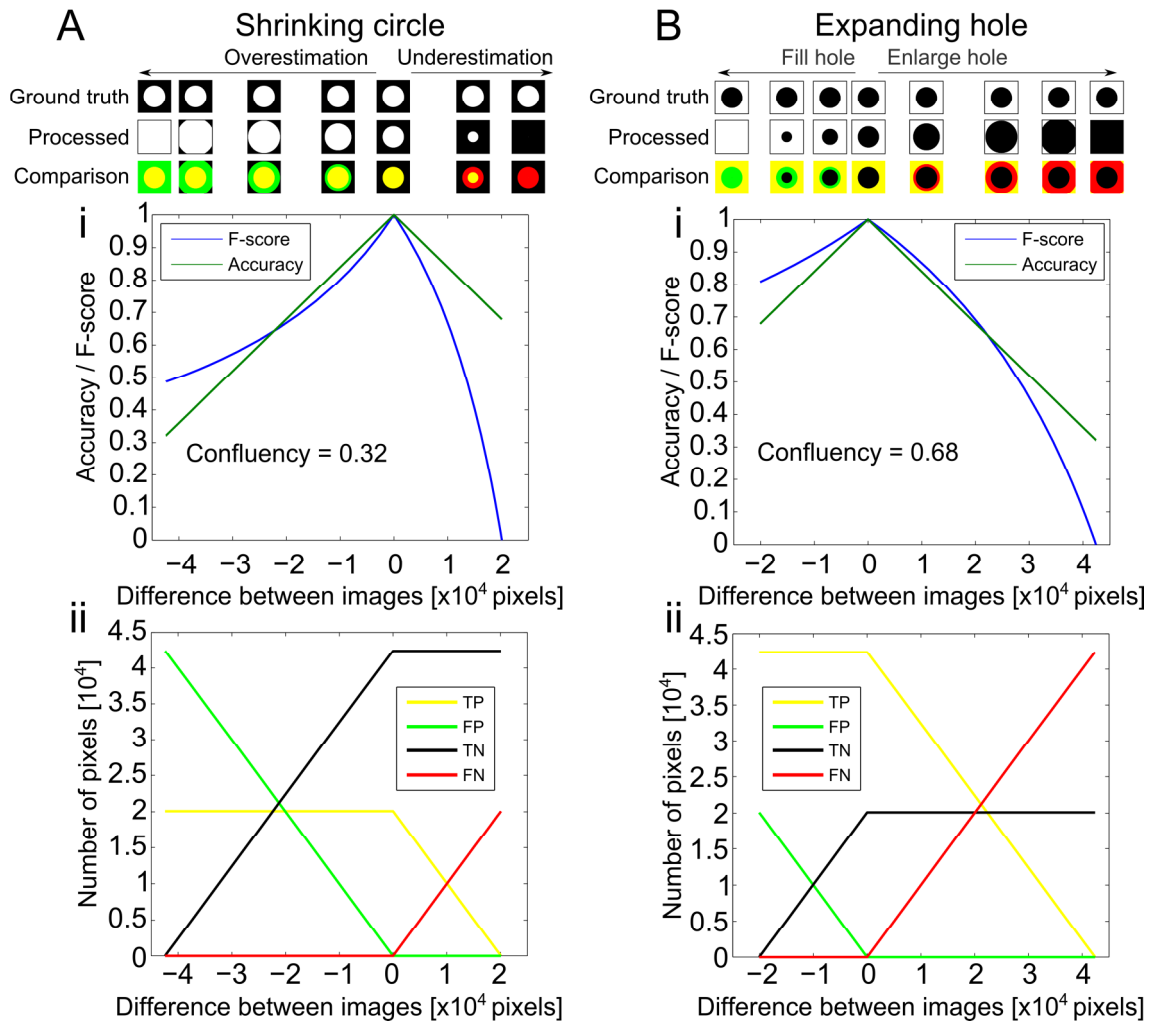 A
Shrinking circle
Overestimation
Underestimation
Ground truth
Processed
Comparison
i
1
0.9
0.8
0.7
0.6
0.5
0.4
0.3
0.2
0.1
0
Accuracy / F-score
F-score
Accuracy
Confluency = 0.32
−4 −3 −2 −1 0 1 2
Difference between images [x10⁴ pixels]
ii
4.5
4
3.5
3
2.5
2
1.5
1
0.5
0
Number of pixels [10⁴]
TP
FP
TN
FN
−4 −3 −2 −1 0 1 2
Difference between images [x10⁴ pixels]
B
Expanding hole
Fill hole
Enlarge hole
Ground truth
Processed
Comparison
i
1
0.9
0.8
0.7
0.6
0.5
0.4
0.3
0.2
0.1
0
Accuracy / F-score
F-score
Accuracy
Confluency = 0.68
−2 −1 0 1 2 3 4
Difference between images [x10⁴ pixels]
ii
4.5
4
3.5
3
2.5
2
1.5
1
0.5
0
Number of pixels [10⁴]
TP
FP
TN
FN
−2 −1 0 1 2 3 4
Difference between images [x10⁴ pixels]